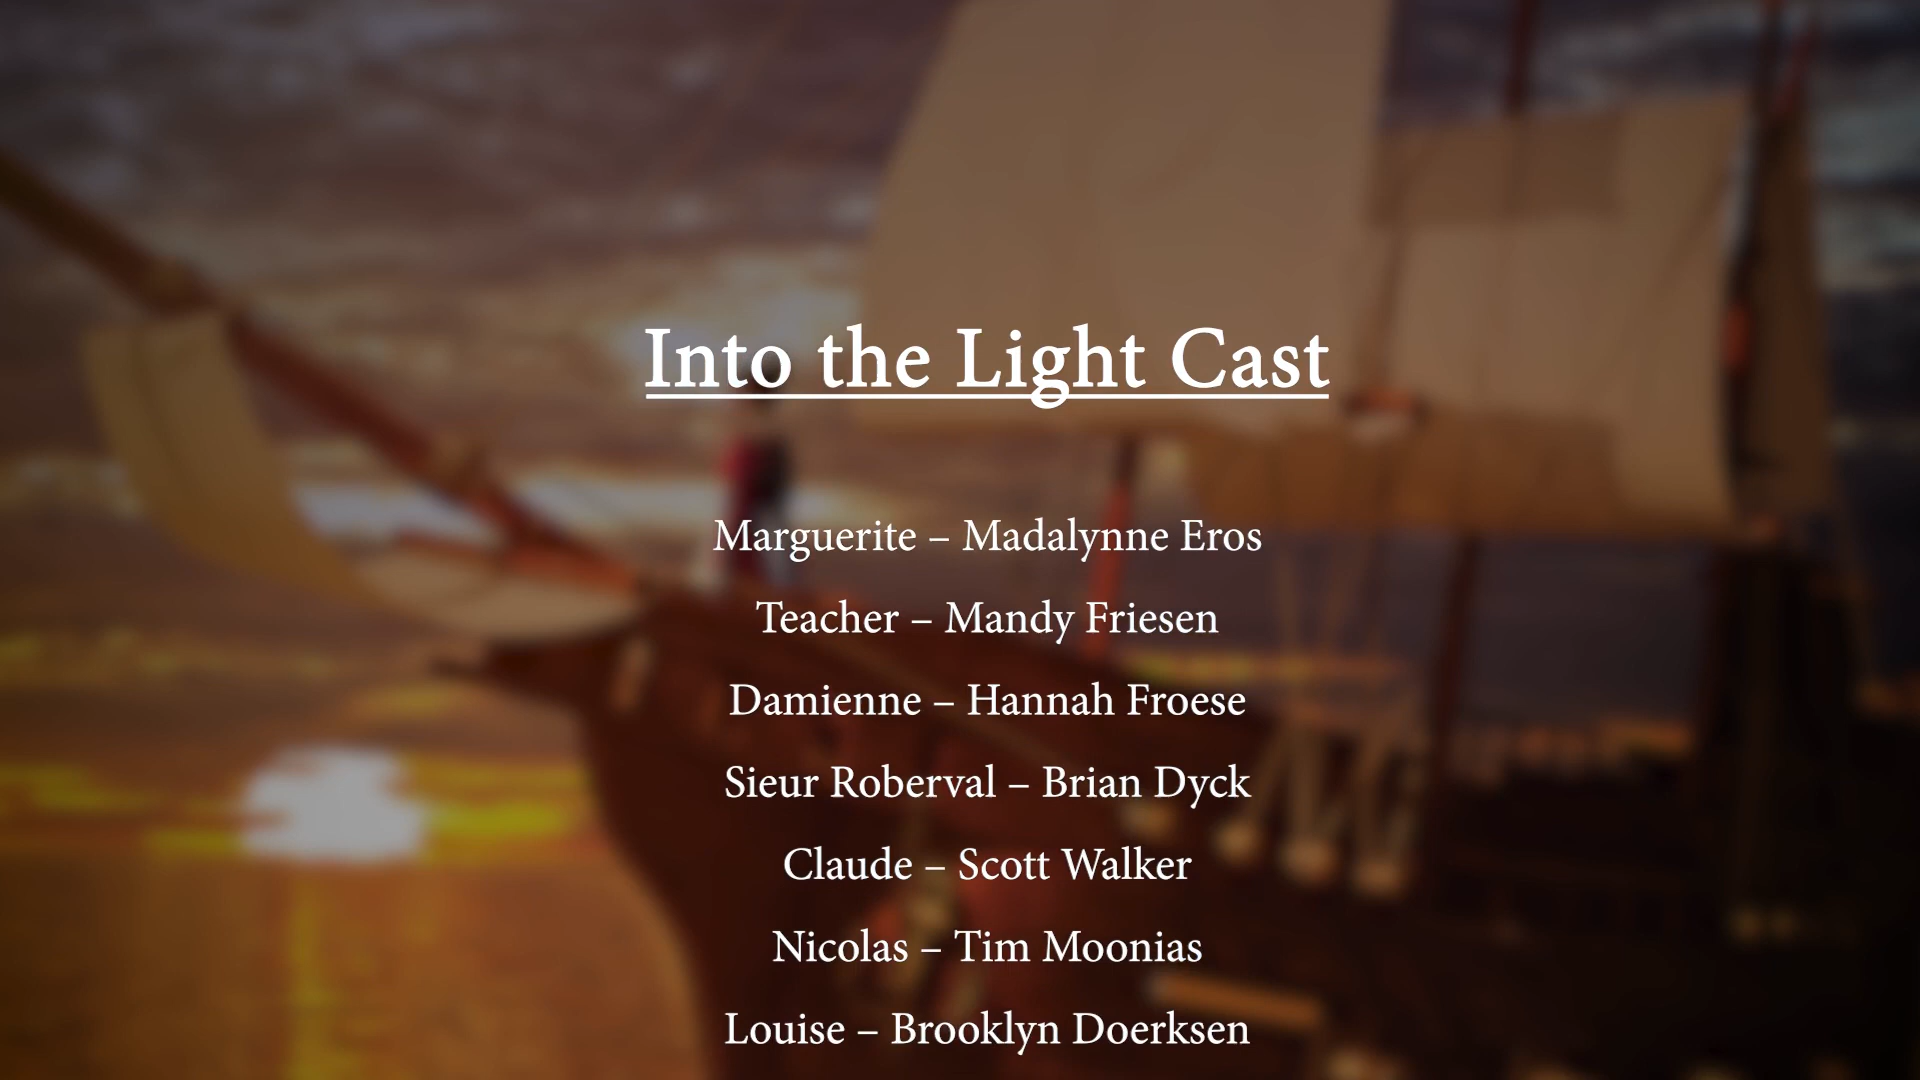 Into the Light Cast
Marguerite – Madalynne Eros
Teacher – Mandy Friesen
Damienne – Hannah Froese
Sieur Roberval – Brian Dyck
Claude – Scott Walker
Nicolas – Tim Moonias
Louise – Brooklyn Doerksen